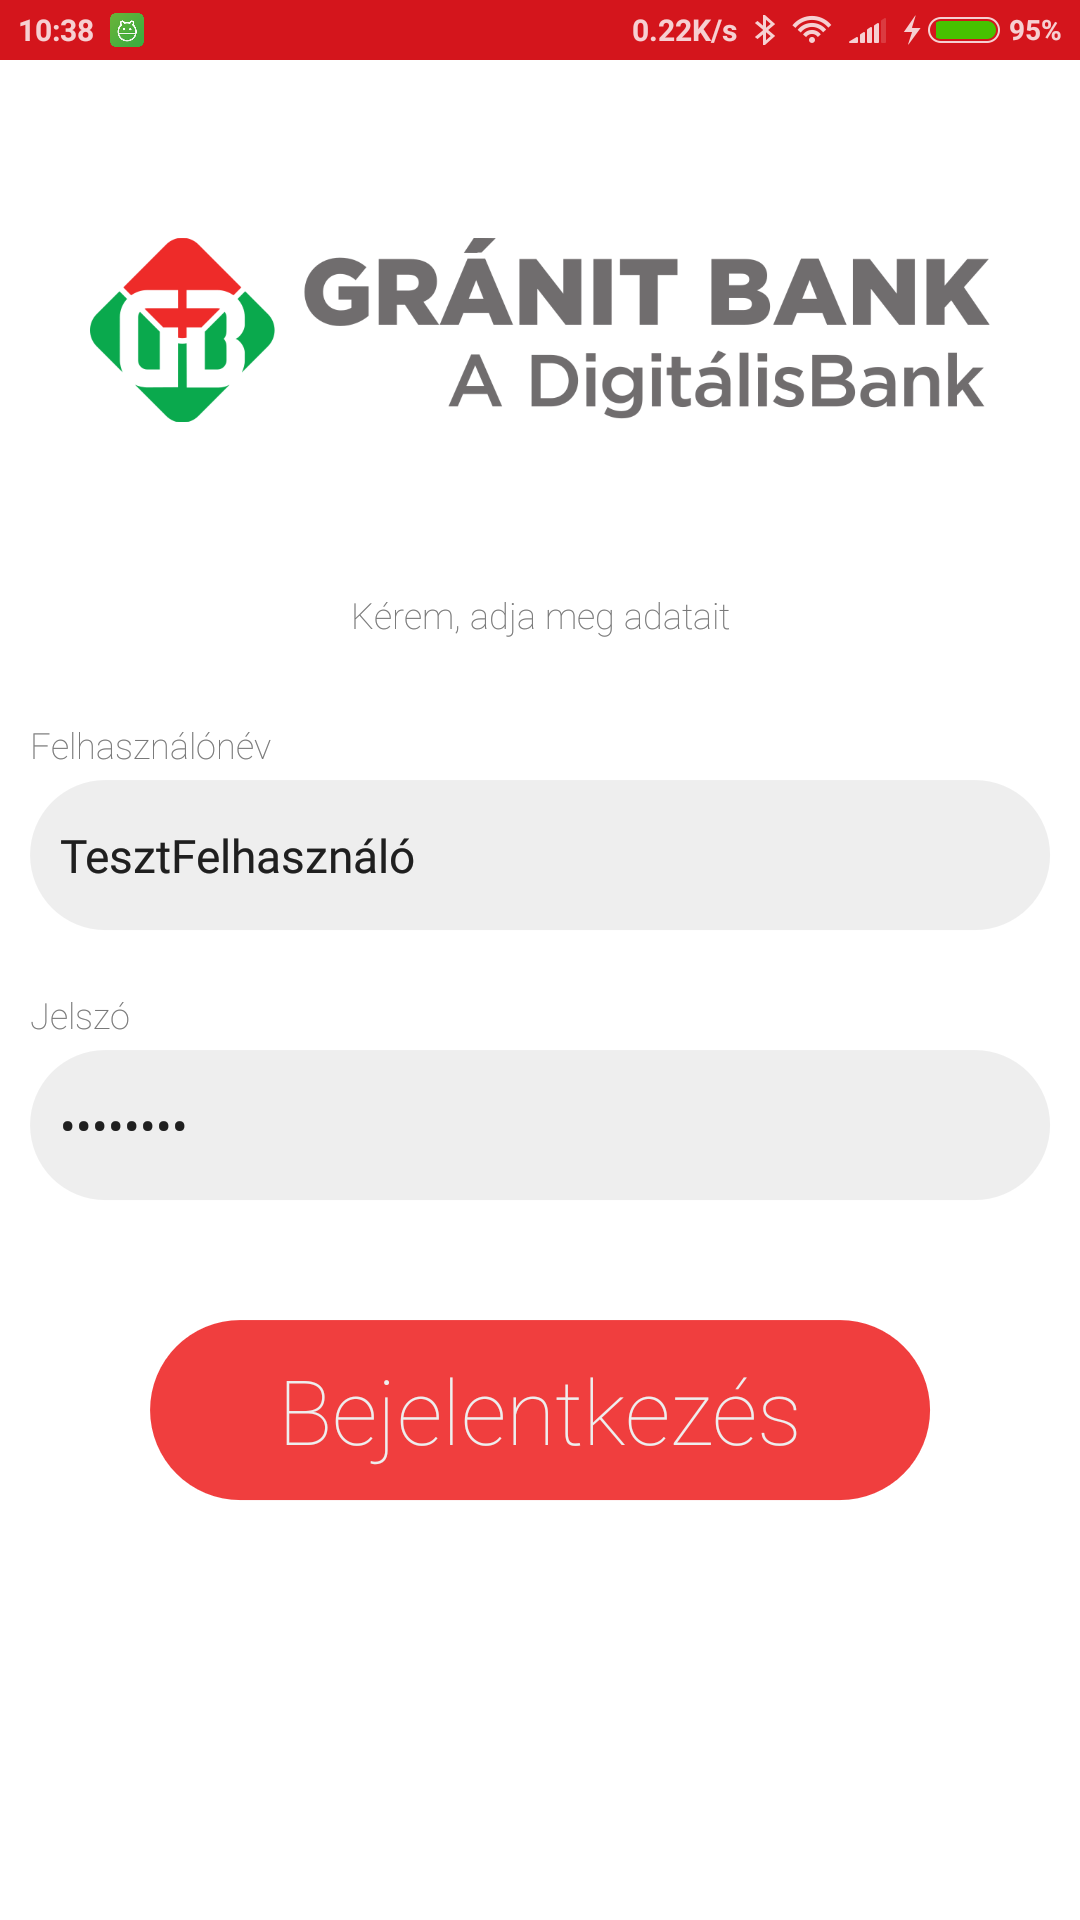 10:38 0.22K/s 95%
GRÁNIT BANK
A DigitálisBank
Kérem, adja meg adatait
Felhasználónév
TesztFelhasználó
Jelszó
••••••••
Bejelentkezés